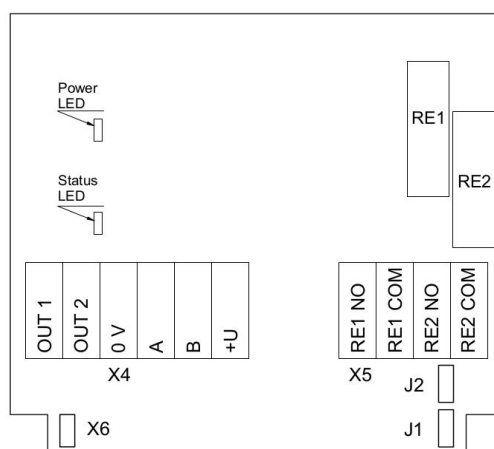 Power
LED
RE1
RE2
Status
LED
OUT 1
OUT 2
0 V
A
B
+U
RE1 NO
RE1 COM
RE2 NO
RE2 COM
X4
X5
J2
X6
J1